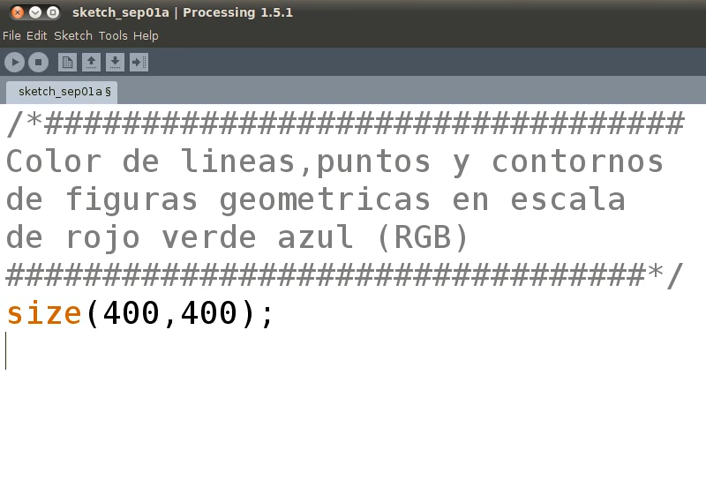 sketch_sep01a | Processing 1.5.1
File Edit Sketch Tools Help
sketch_sep01a §
/*#################################
Color de lineas,puntos y contornos
de figuras geometricas en escala
de rojo verde azul (RGB)
#################################*/
size(400,400);